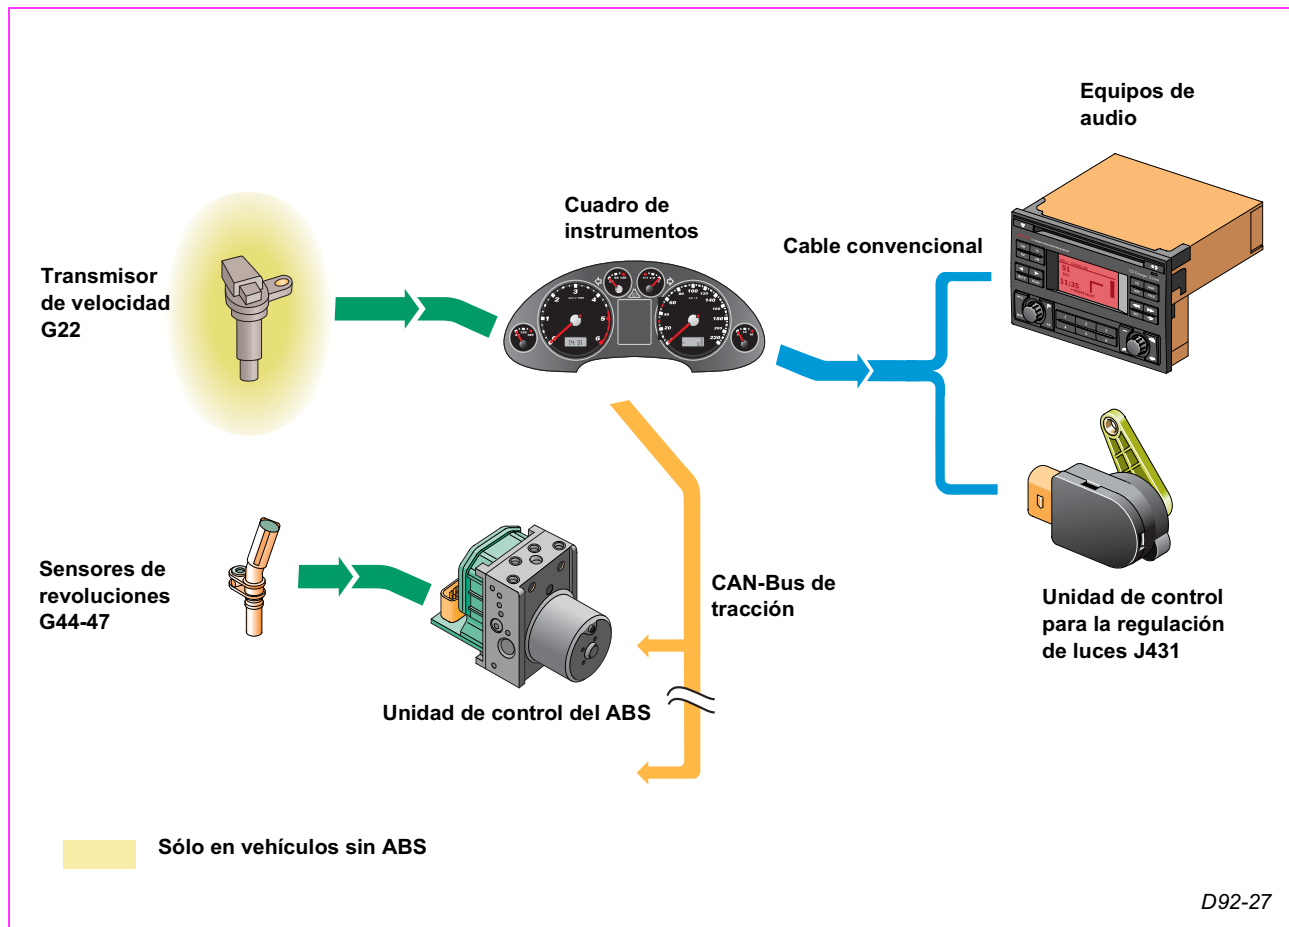 Equipos de
audio
Cuadro de
instrumentos
Cable convencional
Transmisor
de velocidad
G22
Sensores de
revoluciones
G44-47
CAN-Bus de
tracción
Unidad de control
para la regulación
de luces J431
Unidad de control del ABS
Sólo en vehículos sin ABS
D92-27